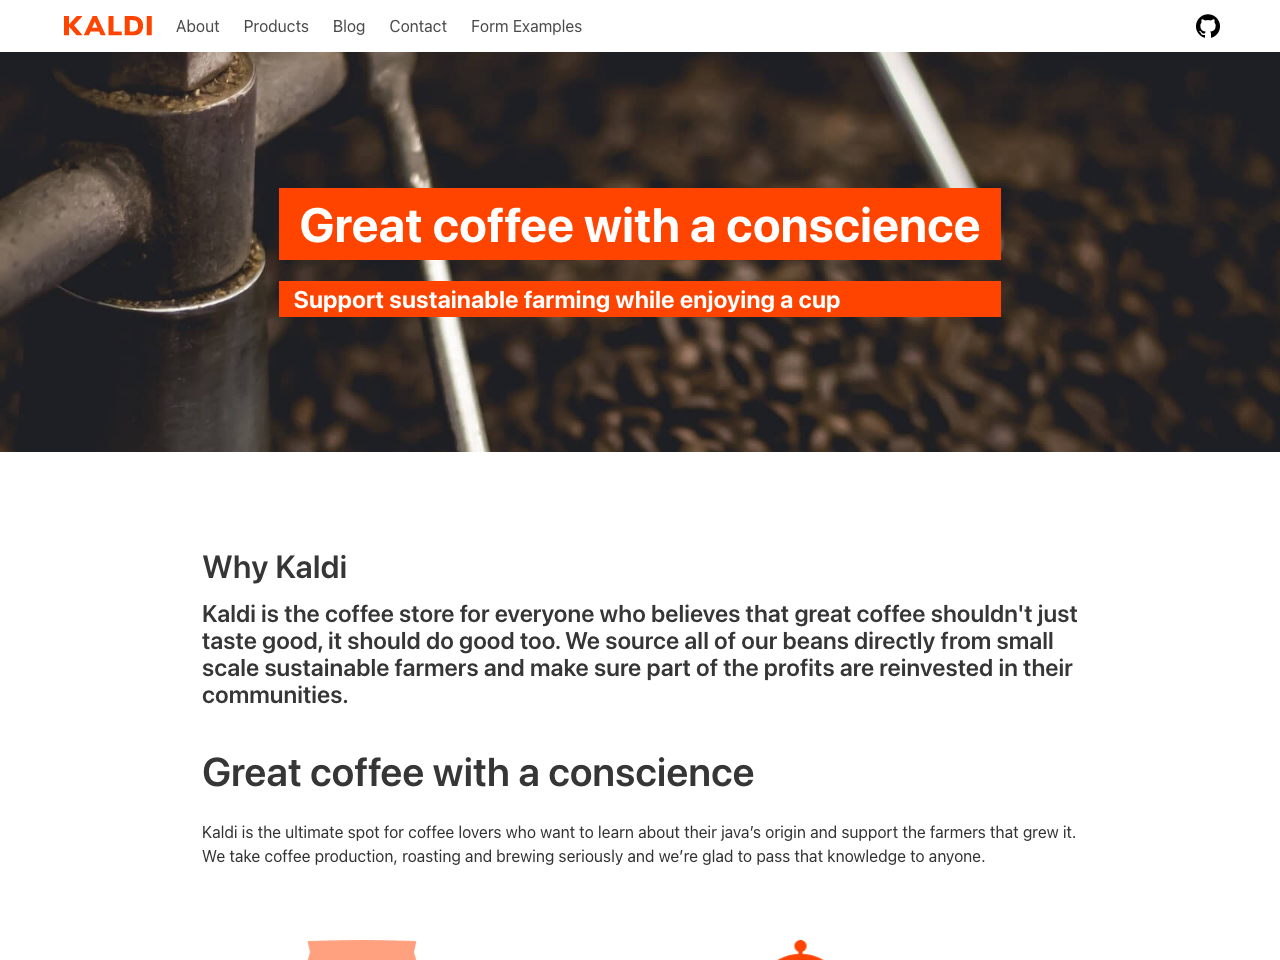 KALDI About Products Blog Contact Form Examples
Great coffee with a conscience
Support sustainable farming while enjoying a cup
Why Kaldi
Kaldi is the coffee store for everyone who believes that great coffee shouldn't just
taste good, it should do good too. We source all of our beans directly from small
scale sustainable farmers and make sure part of the profits are reinvested in their
communities.
Great coffee with a conscience
Kaldi is the ultimate spot for coffee lovers who want to learn about their java’s origin and support the farmers that grew it.
We take coffee production, roasting and brewing seriously and we’re glad to pass that knowledge to anyone.